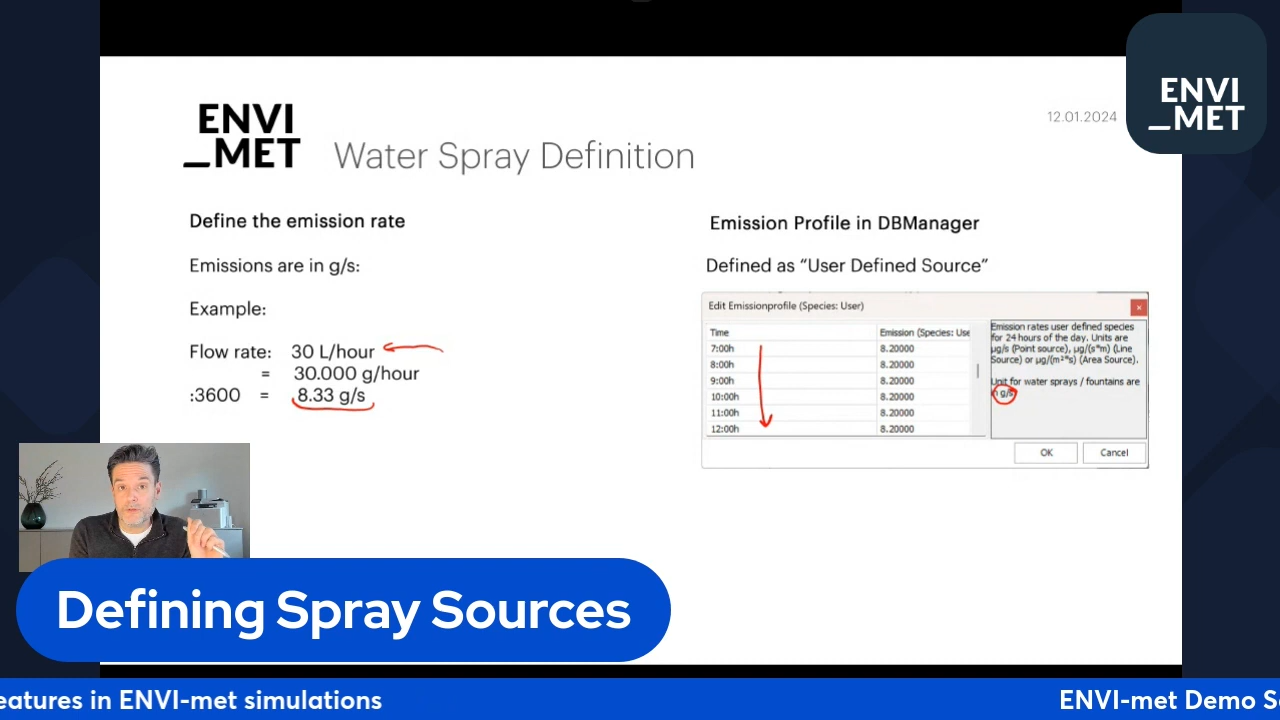 ENVI
_MET
Water Spray Definition
12.01.2024
ENVI
_MET
Define the emission rate
Emissions are in g/s:
Example:
Flow rate: 30 L/hour
= 30.000 g/hour
:3600 = 8.33 g/s
Emission Profile in DBManager
Defined as “User Defined Source”
Edit Emissionprofile (Species: User)
Time Emission (Species: Use
7:00h 8.20000
8:00h 8.20000
9:00h 8.20000
10:00h 8.20000
11:00h 8.20000
12:00h 8.20000
Emission rates user defined species
for 24 hours of the day. Units are
µg/s (Point source), µg/(s*m) (Line
Source) or µg/(m²*s) (Area Source).
Unit for water sprays / fountains are
in g/s
OK Cancel
Defining Spray Sources
eatures in ENVI-met simulations
ENVI-met Demo S